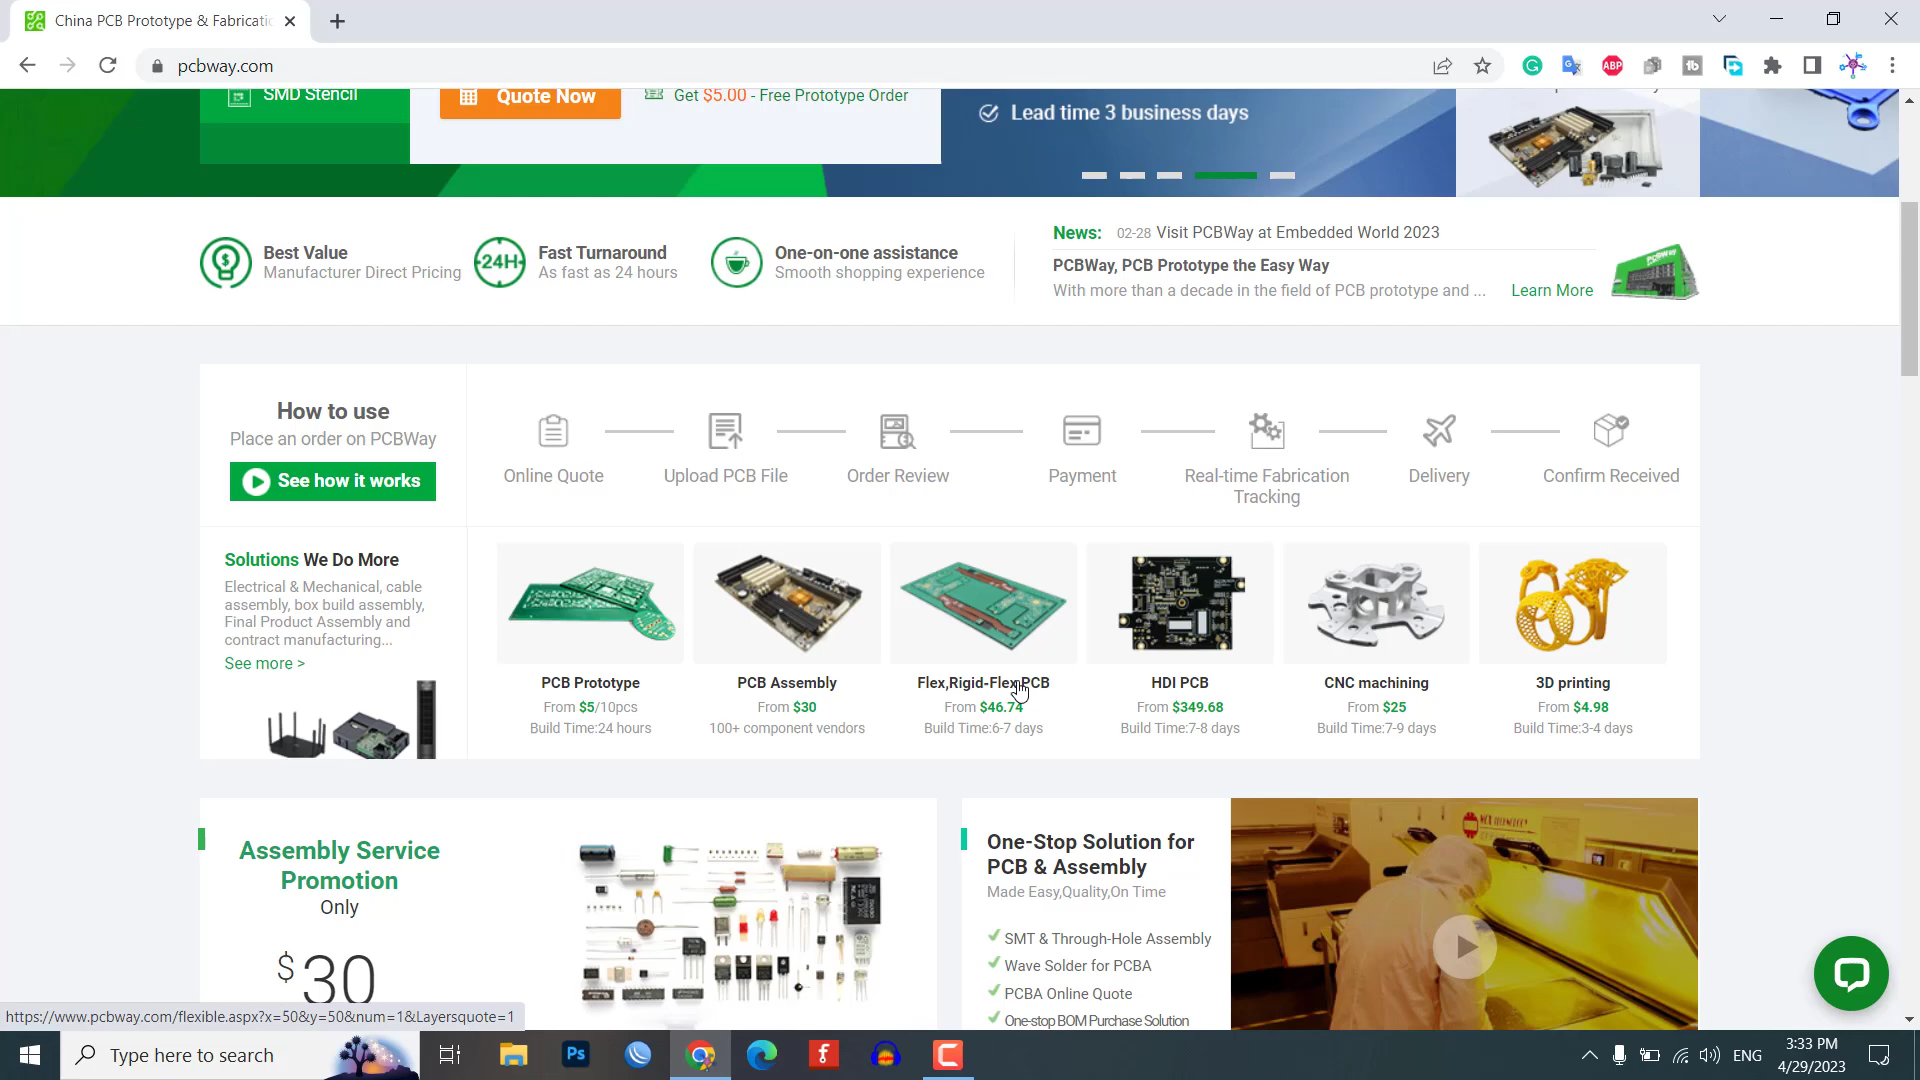 China PCB Prototype & Fabricatio
pcbway.com
SMD Stencil
Quote Now
Get $5.00 - Free Prototype Order
Lead time 3 business days
Best Value
Manufacturer Direct Pricing
24H
Fast Turnaround
As fast as 24 hours
One-on-one assistance
Smooth shopping experience
News: 02-28 Visit PCBWay at Embedded World 2023
PCBWay, PCB Prototype the Easy Way
With more than a decade in the field of PCB prototype and ... Learn More
How to use
Place an order on PCBWay
See how it works
Online Quote
Upload PCB File
Order Review
Payment
Real-time Fabrication
Tracking
Delivery
Confirm Received
Solutions We Do More
Electrical & Mechanical, cable
assembly, box build assembly,
Final Product Assembly and
contract manufacturing...
See more >
PCB Prototype
From $5/10pcs
Build Time:24 hours
PCB Assembly
From $30
100+ component vendors
Flex,Rigid-Flex PCB
From $46.74
Build Time:6-7 days
HDI PCB
From $349.68
Build Time:7-8 days
CNC machining
From $25
Build Time:7-9 days
3D printing
From $4.98
Build Time:3-4 days
Assembly Service
Promotion
Only
$30
One-Stop Solution for
PCB & Assembly
Made Easy,Quality,On Time
SMT & Through-Hole Assembly
Wave Solder for PCBA
PCBA Online Quote
One-stop BOM Purchase Solution
https://www.pcbway.com/flexible.aspx?x=50&y=50&num=1&Layersquote=1
Type here to search
Ps
ENG
3:33 PM
4/29/2023